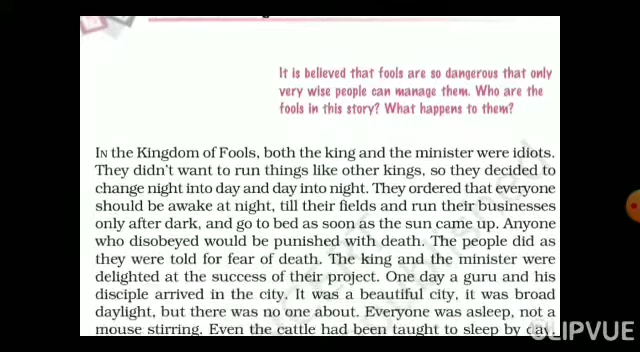 It is believed that fools are so dangerous that only
very wise people can manage them. Who are the
fools in this story? What happens to them?
IN the Kingdom of Fools, both the king and the minister were idiots.
They didn't want to run things like other kings, so they decided to
change night into day and day into night. They ordered that everyone
should be awake at night, till their fields and run their businesses
only after dark, and go to bed as soon as the sun came up. Anyone
who disobeyed would be punished with death. The people did as
they were told for fear of death. The king and the minister were
delighted at the success of their project. One day a guru and his
disciple arrived in the city. It was a beautiful city, it was broad
daylight, but there was no one about. Everyone was asleep, not a
mouse stirring. Even the cattle had been taught to sleep by day.